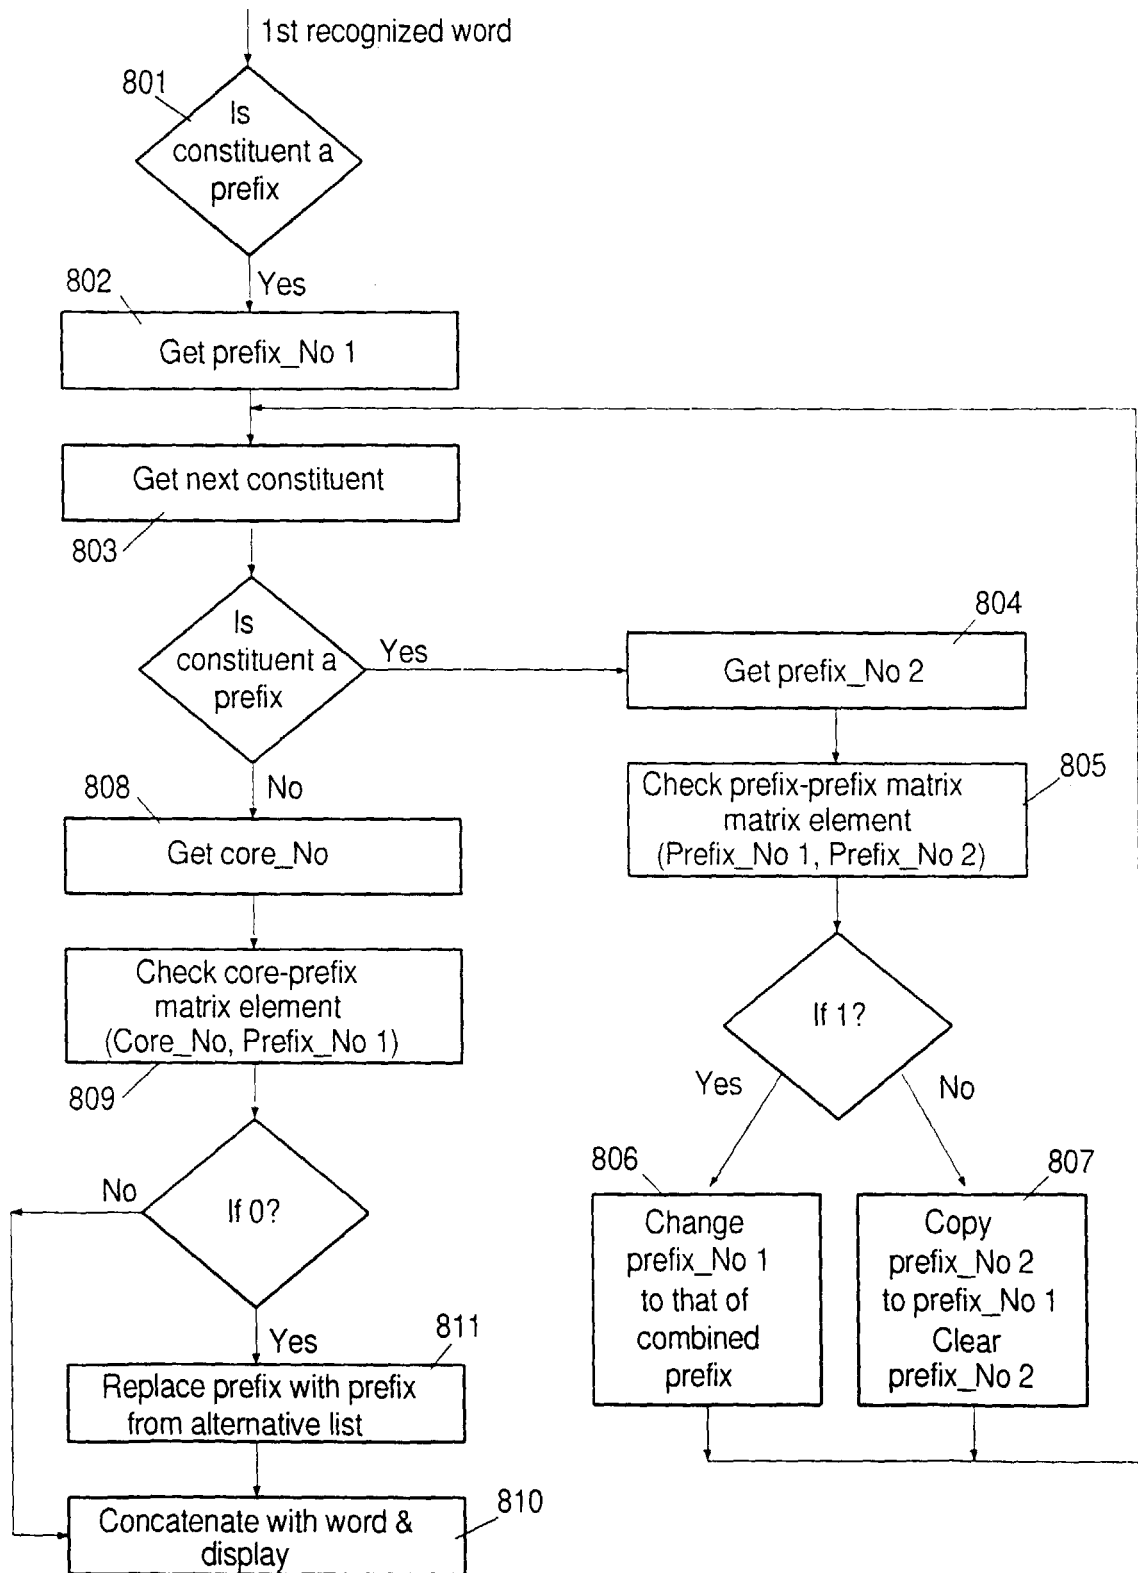 1st recognized word
801
Is
constituent a
prefix
Yes
802
Get prefix_No 1
Get next constituent
803
Is
constituent a
prefix
Yes
804
Get prefix_No 2
805
Check prefix-prefix matrix
matrix element
(Prefix_No 1, Prefix_No 2)
No
808
Get core_No
Check core-prefix
matrix element
(Core_No, Prefix_No 1)
809
If 1?
Yes
No
806
Change
prefix_No 1
to that of
combined
prefix
807
Copy
prefix_No 2
to prefix_No 1
Clear
prefix_No 2
No
If 0?
Yes
811
Replace prefix with prefix
from alternative list
810
Concatenate with word &
display